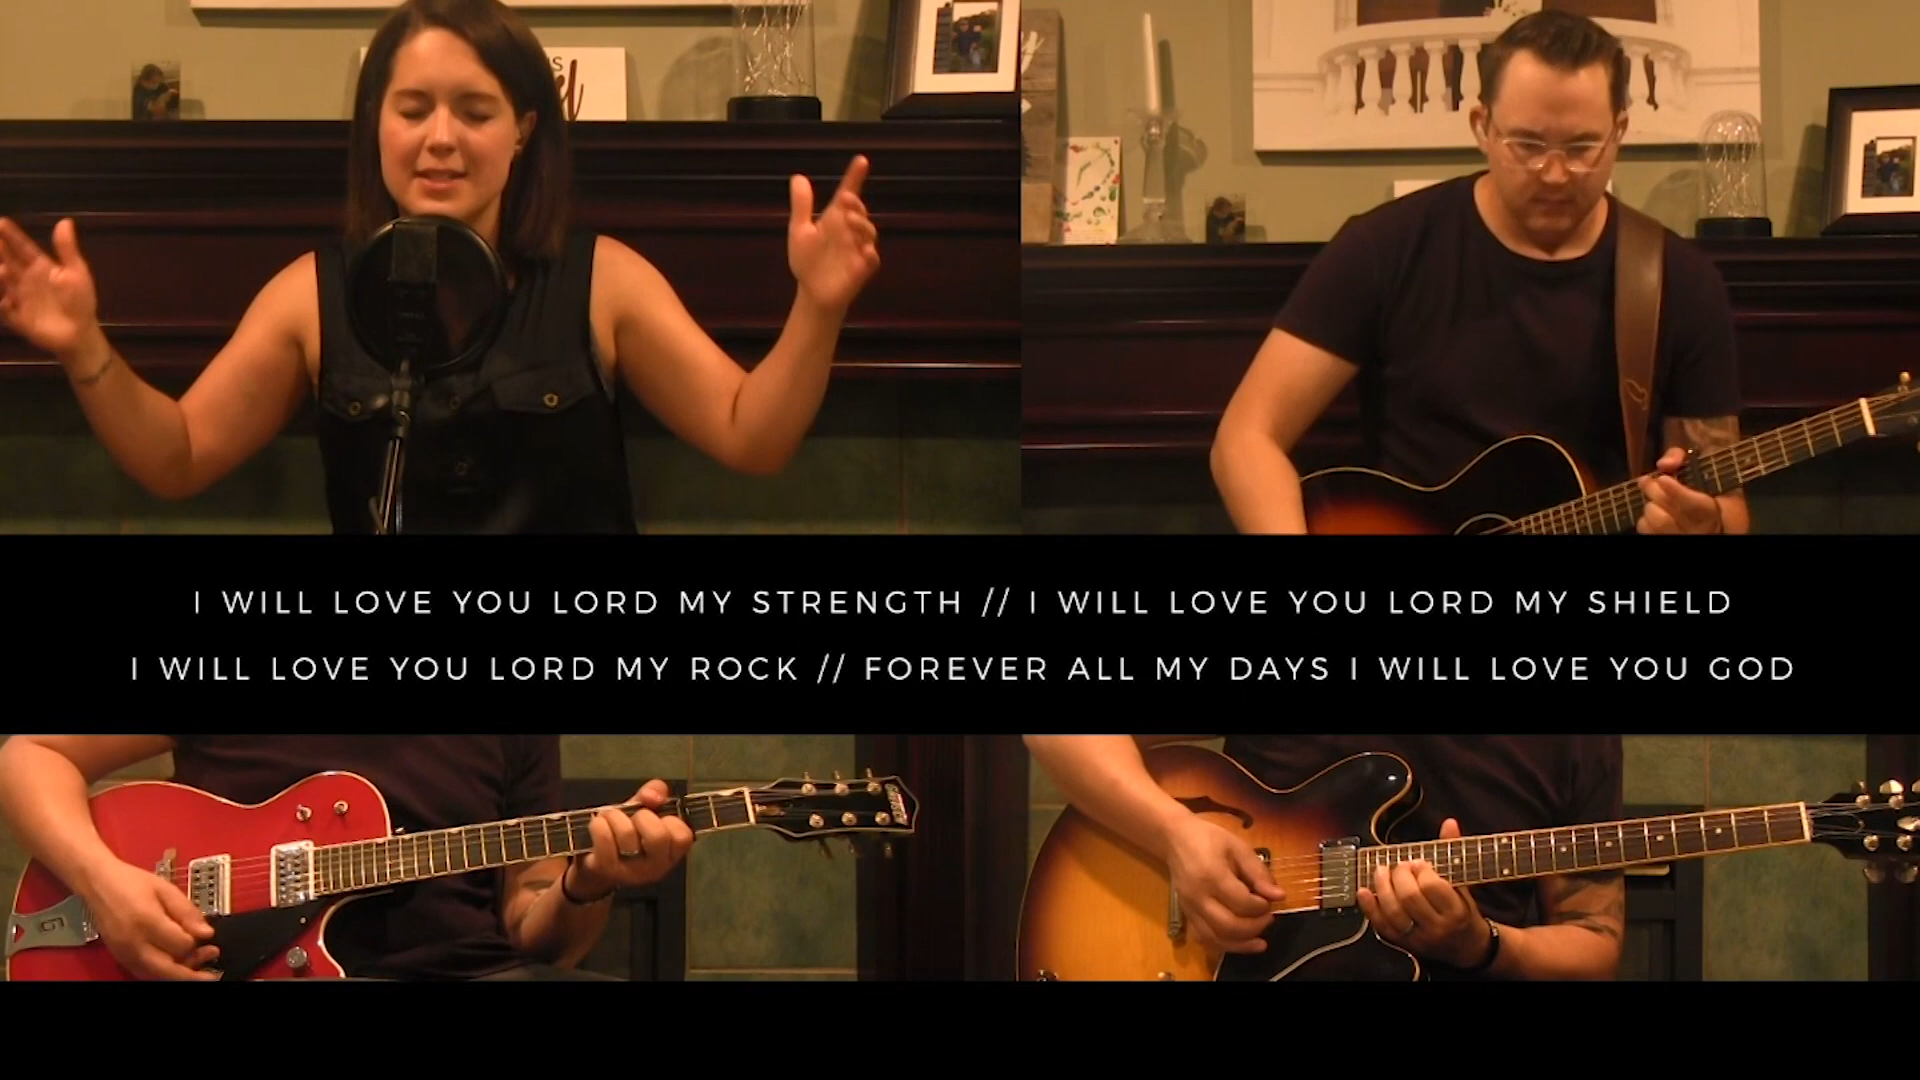 I WILL LOVE YOU LORD MY STRENGTH // I WILL LOVE YOU LORD MY SHIELD
I WILL LOVE YOU LORD MY ROCK // FOREVER ALL MY DAYS I WILL LOVE YOU GOD
G